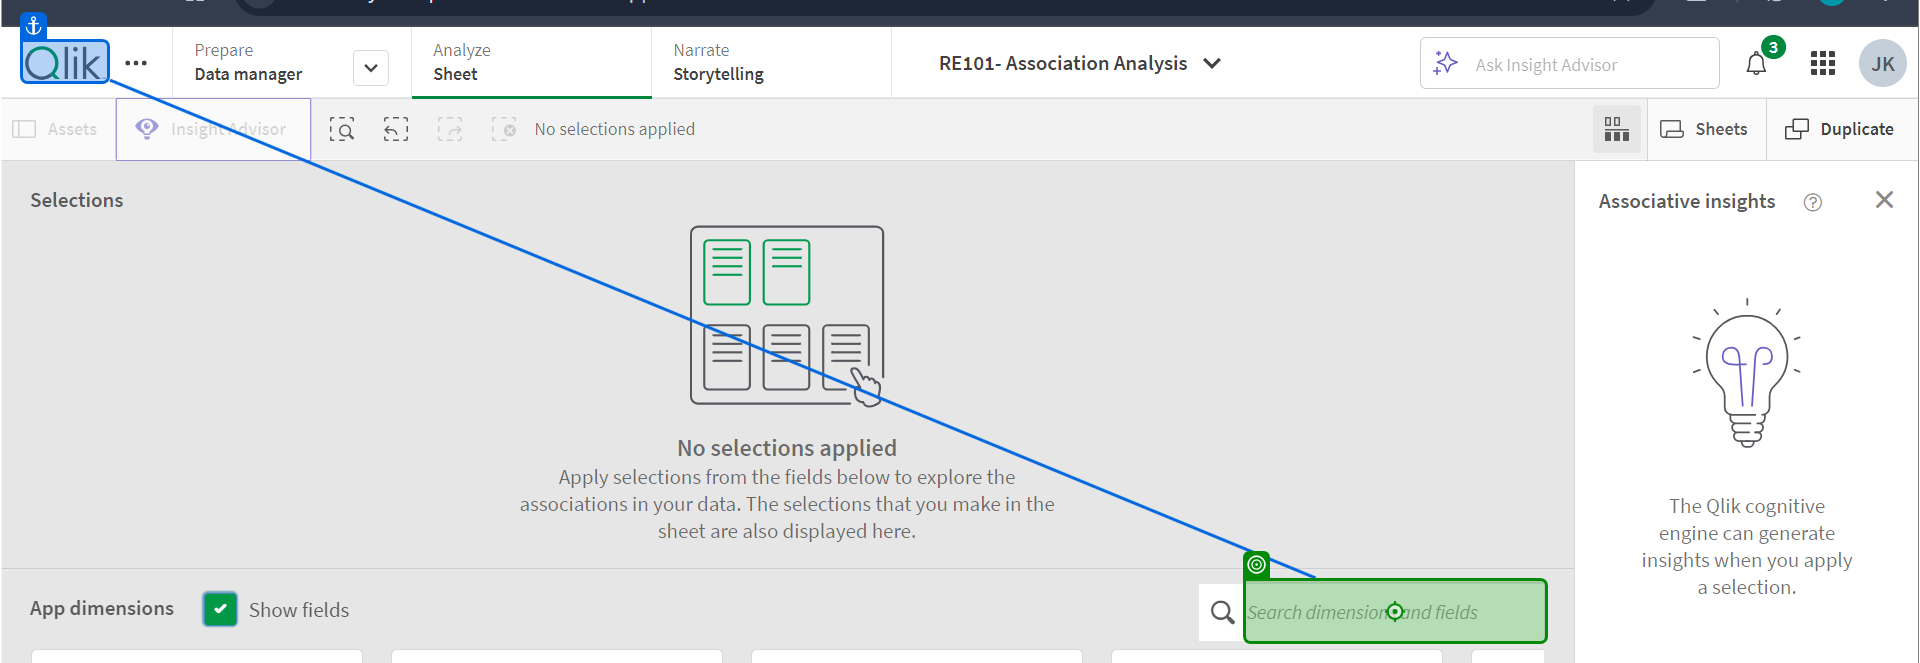 Qlik
Prepare
Data manager
Analyze
Sheet
Narrate
Storytelling
RE101- Association Analysis
Ask Insight Advisor
3
JK
Assets
Insight Advisor
No selections applied
Sheets
Duplicate
Selections
Associative insights
?
No selections applied
Apply selections from the fields below to explore the
associations in your data. The selections that you make in the
sheet are also displayed here.
The Qlik cognitive
engine can generate
insights when you apply
a selection.
App dimensions
Show fields
Search dimensions and fields